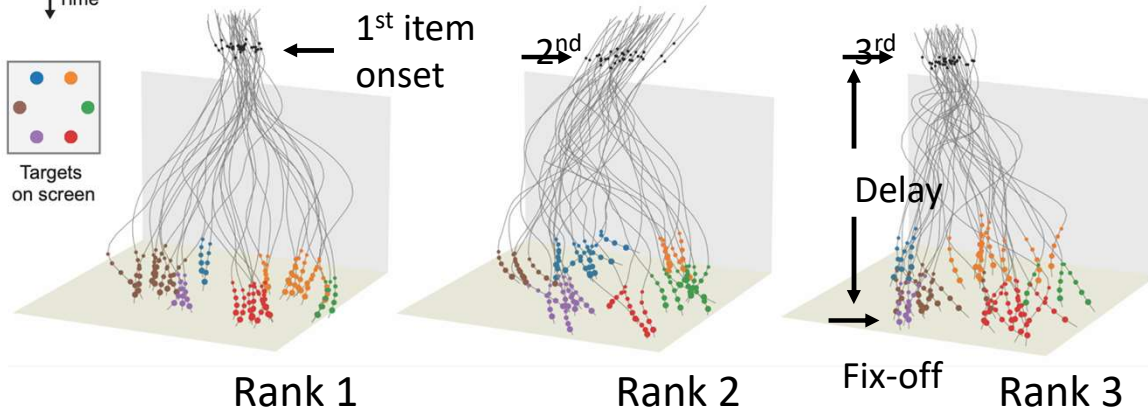 Time
1st item
onset
2nd
3rd
Targets
on screen
Delay
Fix-off
Rank 1
Rank 2
Rank 3